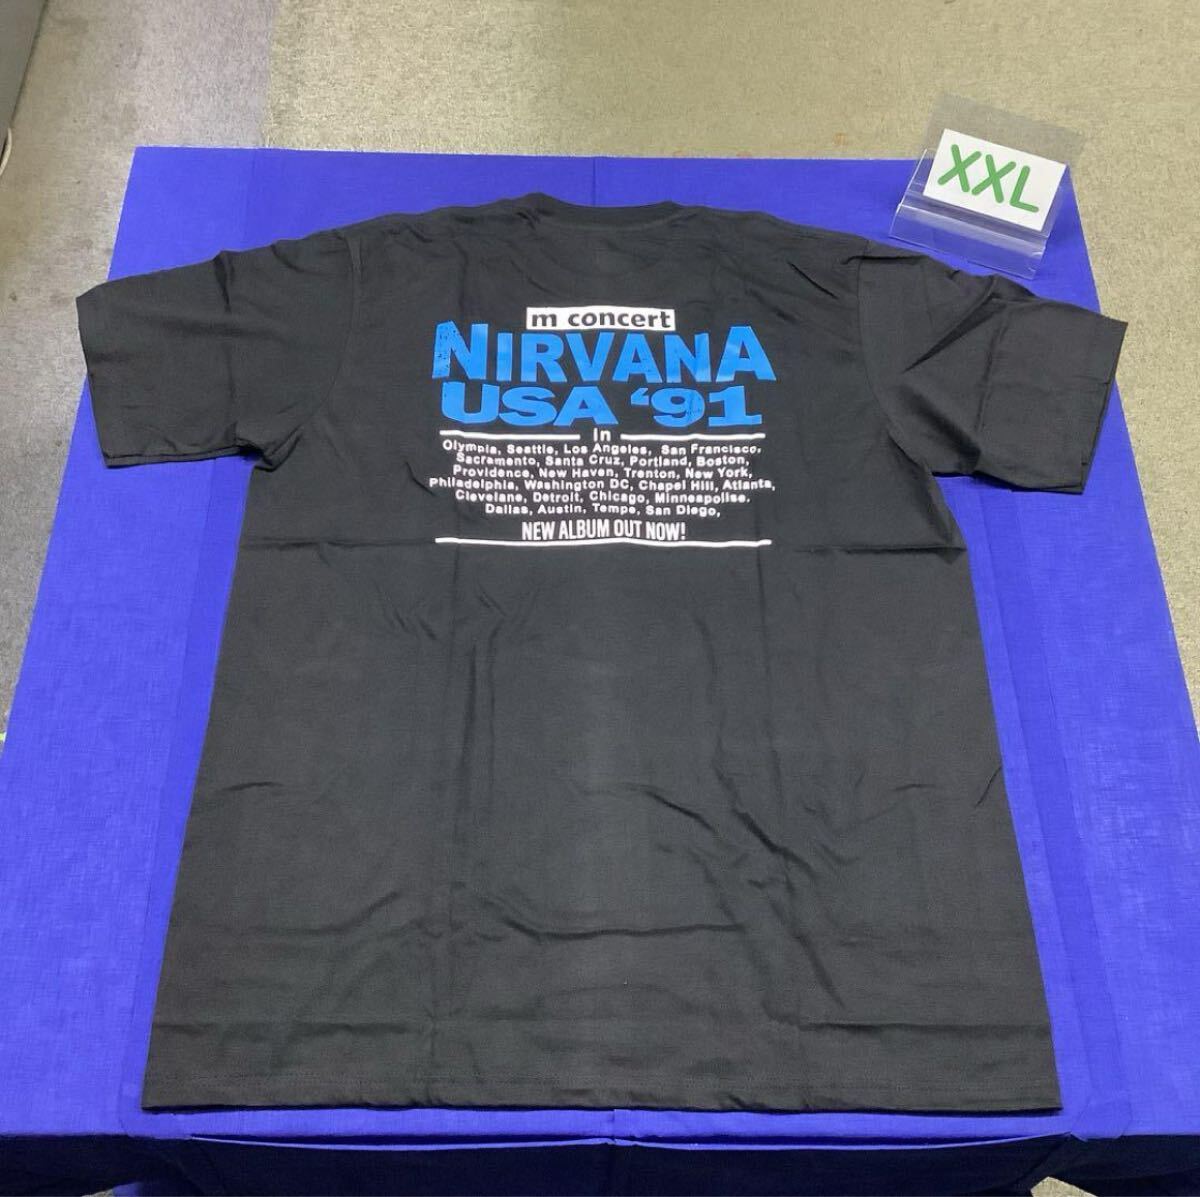 XXL
m concert
NIRVANA
USA '91
In
Olympia, Seattle, Los Angeles, San Francisco,
Sacramento, Santa Cruz, Portland, Boston,
Providence, New Haven, Trenton, New York,
Philadelphia, Washington DC, Chapel Hill, Atlanta,
Clevelane, Detroit, Chicago, Minneapolise.
Dallas, Austin, Tempe, San Diego,
NEW ALBUM OUT NOW!